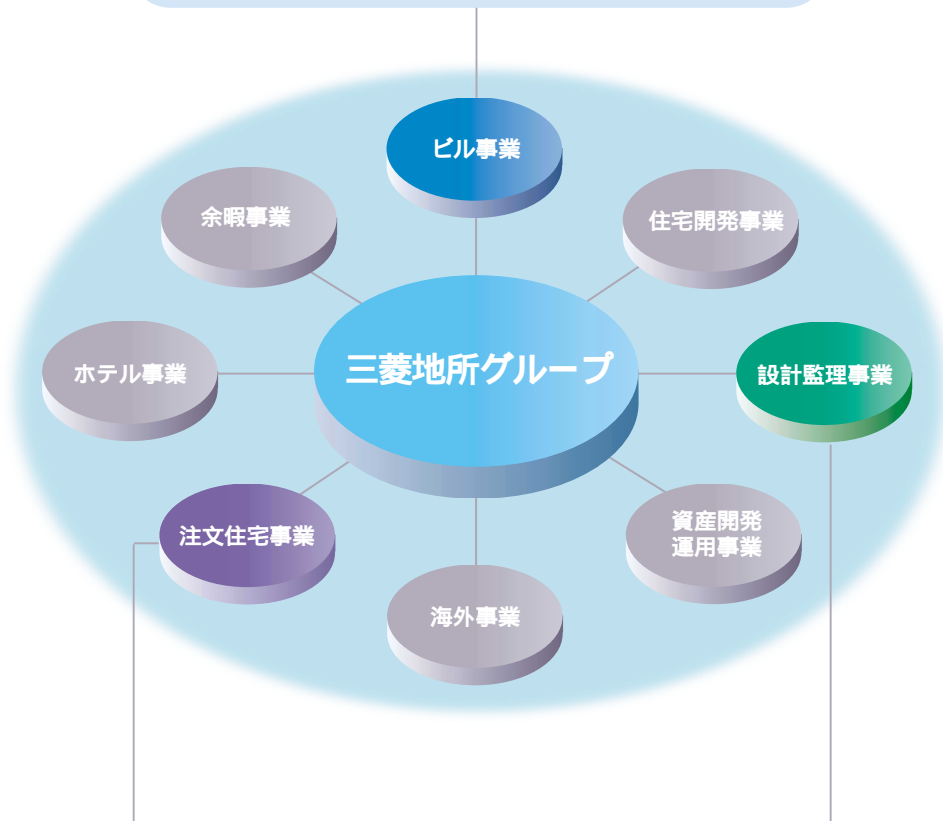 ビル事業
余暇事業
住宅開発事業
三菱地所グループ
ホテル事業
設計監理事業
注文住宅事業
資産開発
運用事業
海外事業